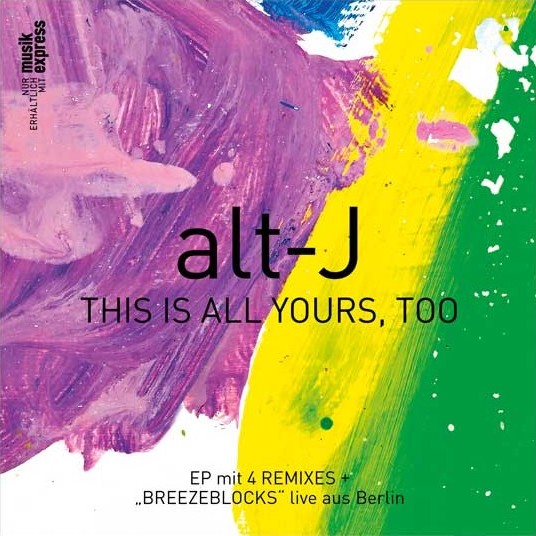 NUR
ERHÄLTLICH
MIT
musik
express
alt-J
THIS IS ALL YOURS, TOO
EP mit 4 REMIXES +
„BREEZEBLOCKS“ live aus Berlin